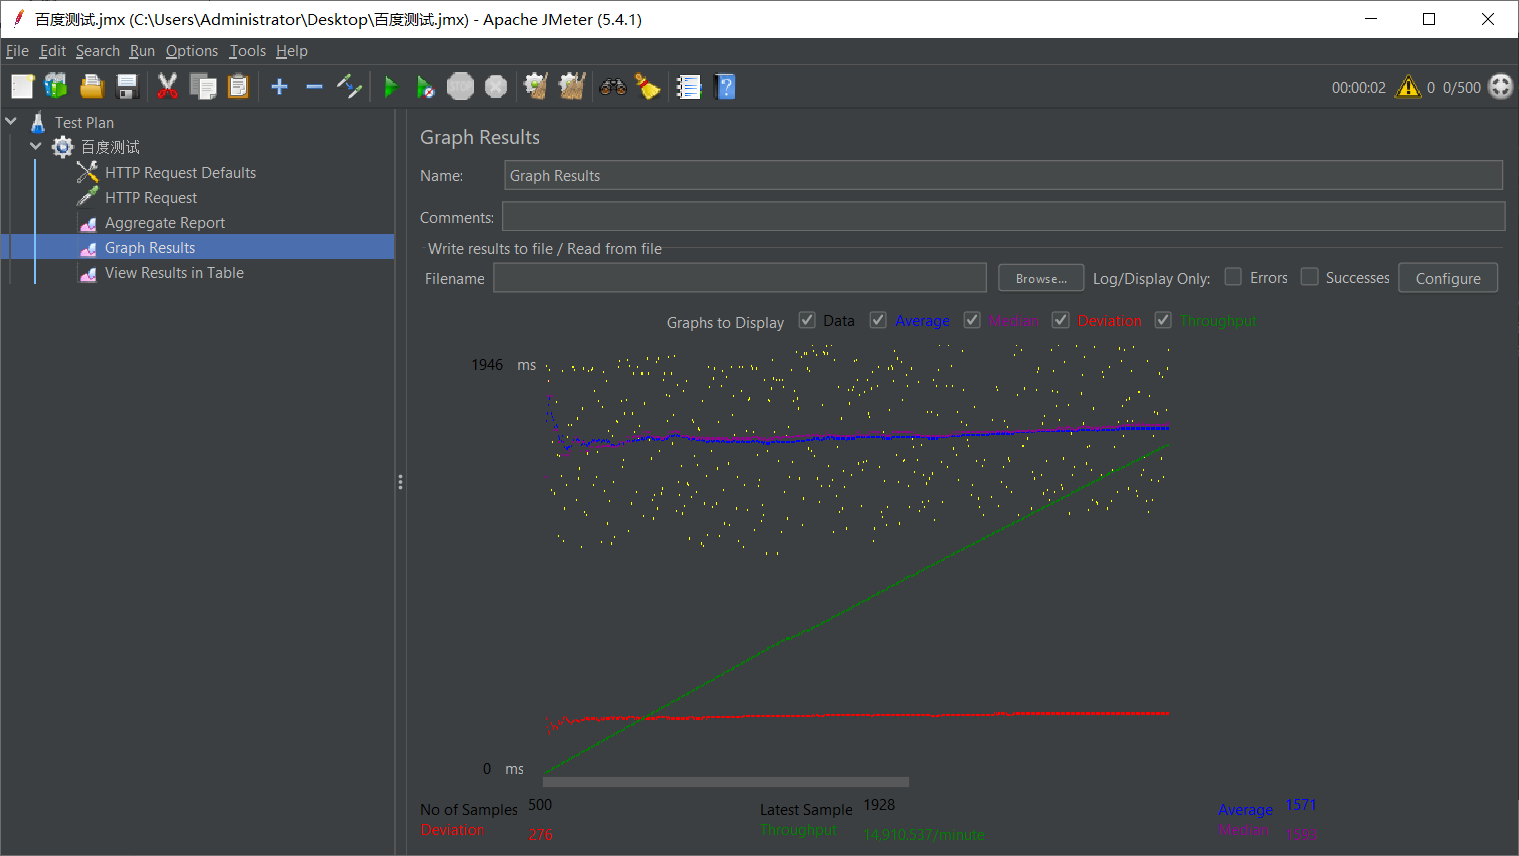 百度测试.jmx (C:\Users\Administrator\Desktop\百度测试.jmx) - Apache JMeter (5.4.1)
File Edit Search Run Options Tools Help
STOP
00:00:02 0 0/500
Test Plan
百度测试
HTTP Request Defaults
HTTP Request
Aggregate Report
Graph Results
View Results in Table
Graph Results
Name: Graph Results
Comments:
Write results to file / Read from file
Filename Browse... Log/Display Only: Errors Successes Configure
Graphs to Display Data Average Median Deviation Throughput
1946 ms
0 ms
No of Samples 500 Latest Sample 1928 Average 1571
Deviation 276 Throughput 14,910.537/minute Median